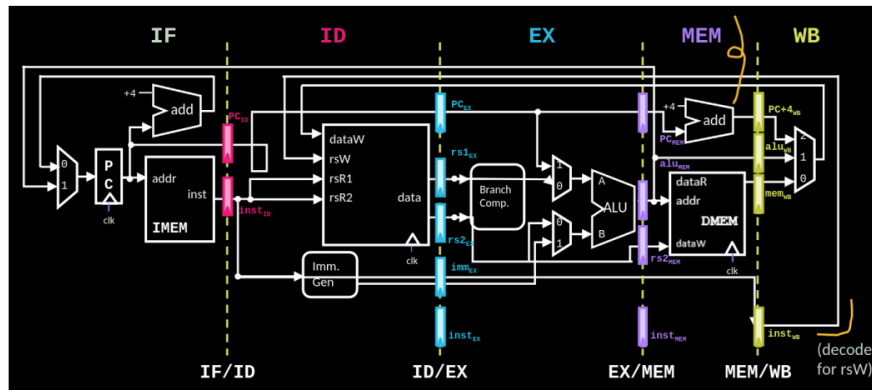 IF ID EX MEM WB
+4 add
PC_ID
0 1
PC
clk
addr
inst
IMEM
inst_ID
dataW
rsW
rsR1
rsR2
data
clk
Imm.
Gen
PC_EX
rs1_EX
rs2_EX
imm_EX
inst_EX
Branch
Comp.
1
0
0
1
A
ALU
B
PC_MEM
alu_MEM
rs2_MEM
inst_MEM
+4 add
dataR
addr
DMEM
dataW
clk
PC+4_WB
alu_WB
mem_WB
2
1
0
inst_WB
(decode
for rsW)
IF/ID ID/EX EX/MEM MEM/WB